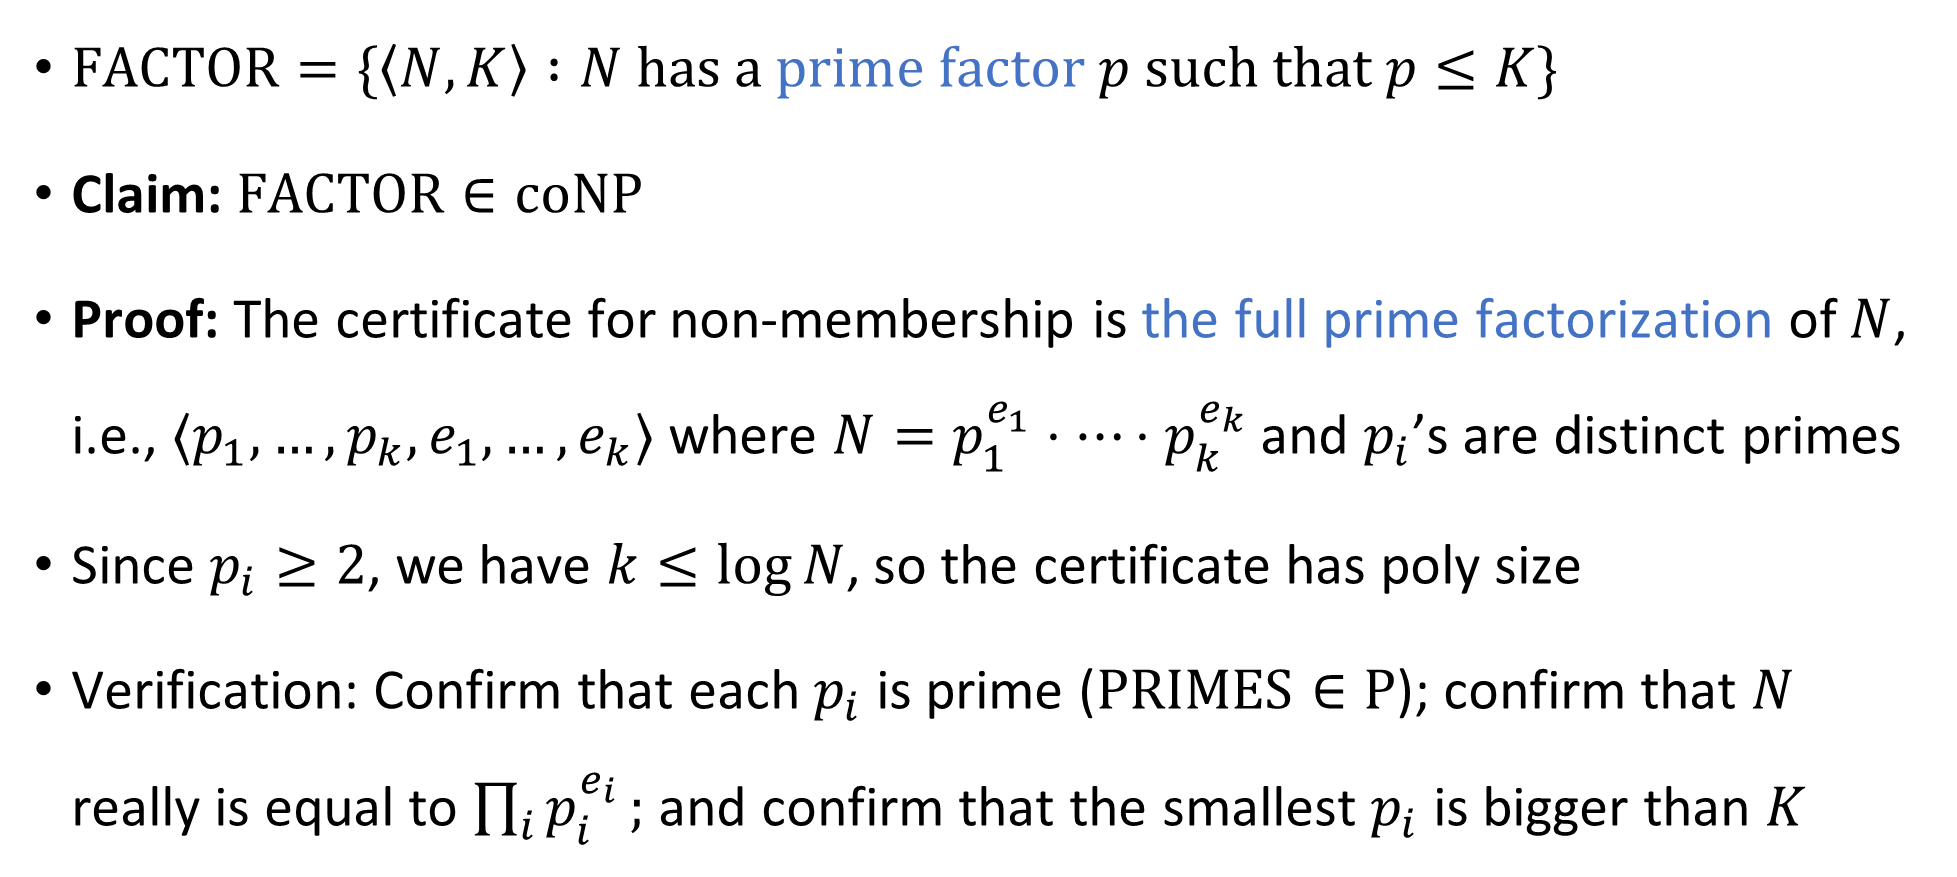 • FACTOR = {⟨N, K⟩ : N has a prime factor p such that p ≤ K}
• Claim: FACTOR ∈ coNP
• Proof: The certificate for non-membership is the full prime factorization of N,
i.e., ⟨p₁, … , pₖ, e₁, … , eₖ⟩ where N = p₁^{e₁} · ⋯ · pₖ^{eₖ} and pᵢ’s are distinct primes
• Since pᵢ ≥ 2, we have k ≤ log N, so the certificate has poly size
• Verification: Confirm that each pᵢ is prime (PRIMES ∈ P); confirm that N
really is equal to ∏ᵢ pᵢ^{eᵢ} ; and confirm that the smallest pᵢ is bigger than K